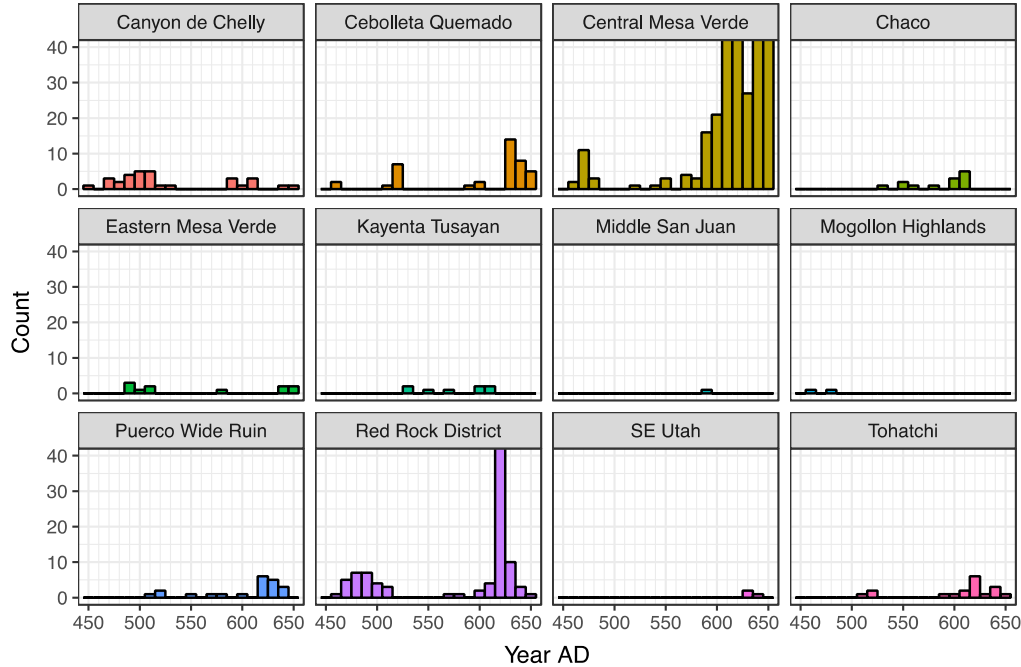 Canyon de Chelly Cebolleta Quemado Central Mesa Verde Chaco
40
30
20
10
0
Eastern Mesa Verde Kayenta Tusayan Middle San Juan Mogollon Highlands
40
30
20
10
0
Count
Puerco Wide Ruin Red Rock District SE Utah Tohatchi
40
30
20
10
0
450 500 550 600 650 450 500 550 600 650 450 500 550 600 650 450 500 550 600 650
Year AD